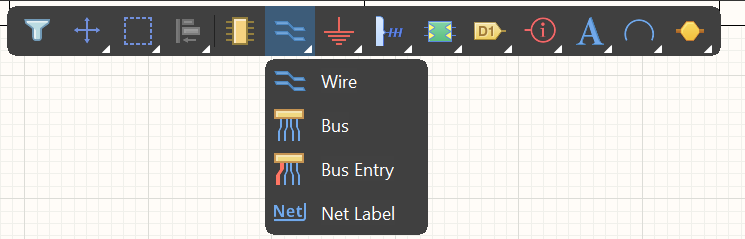 D1
A
Wire
Bus
Bus Entry
Net Net Label